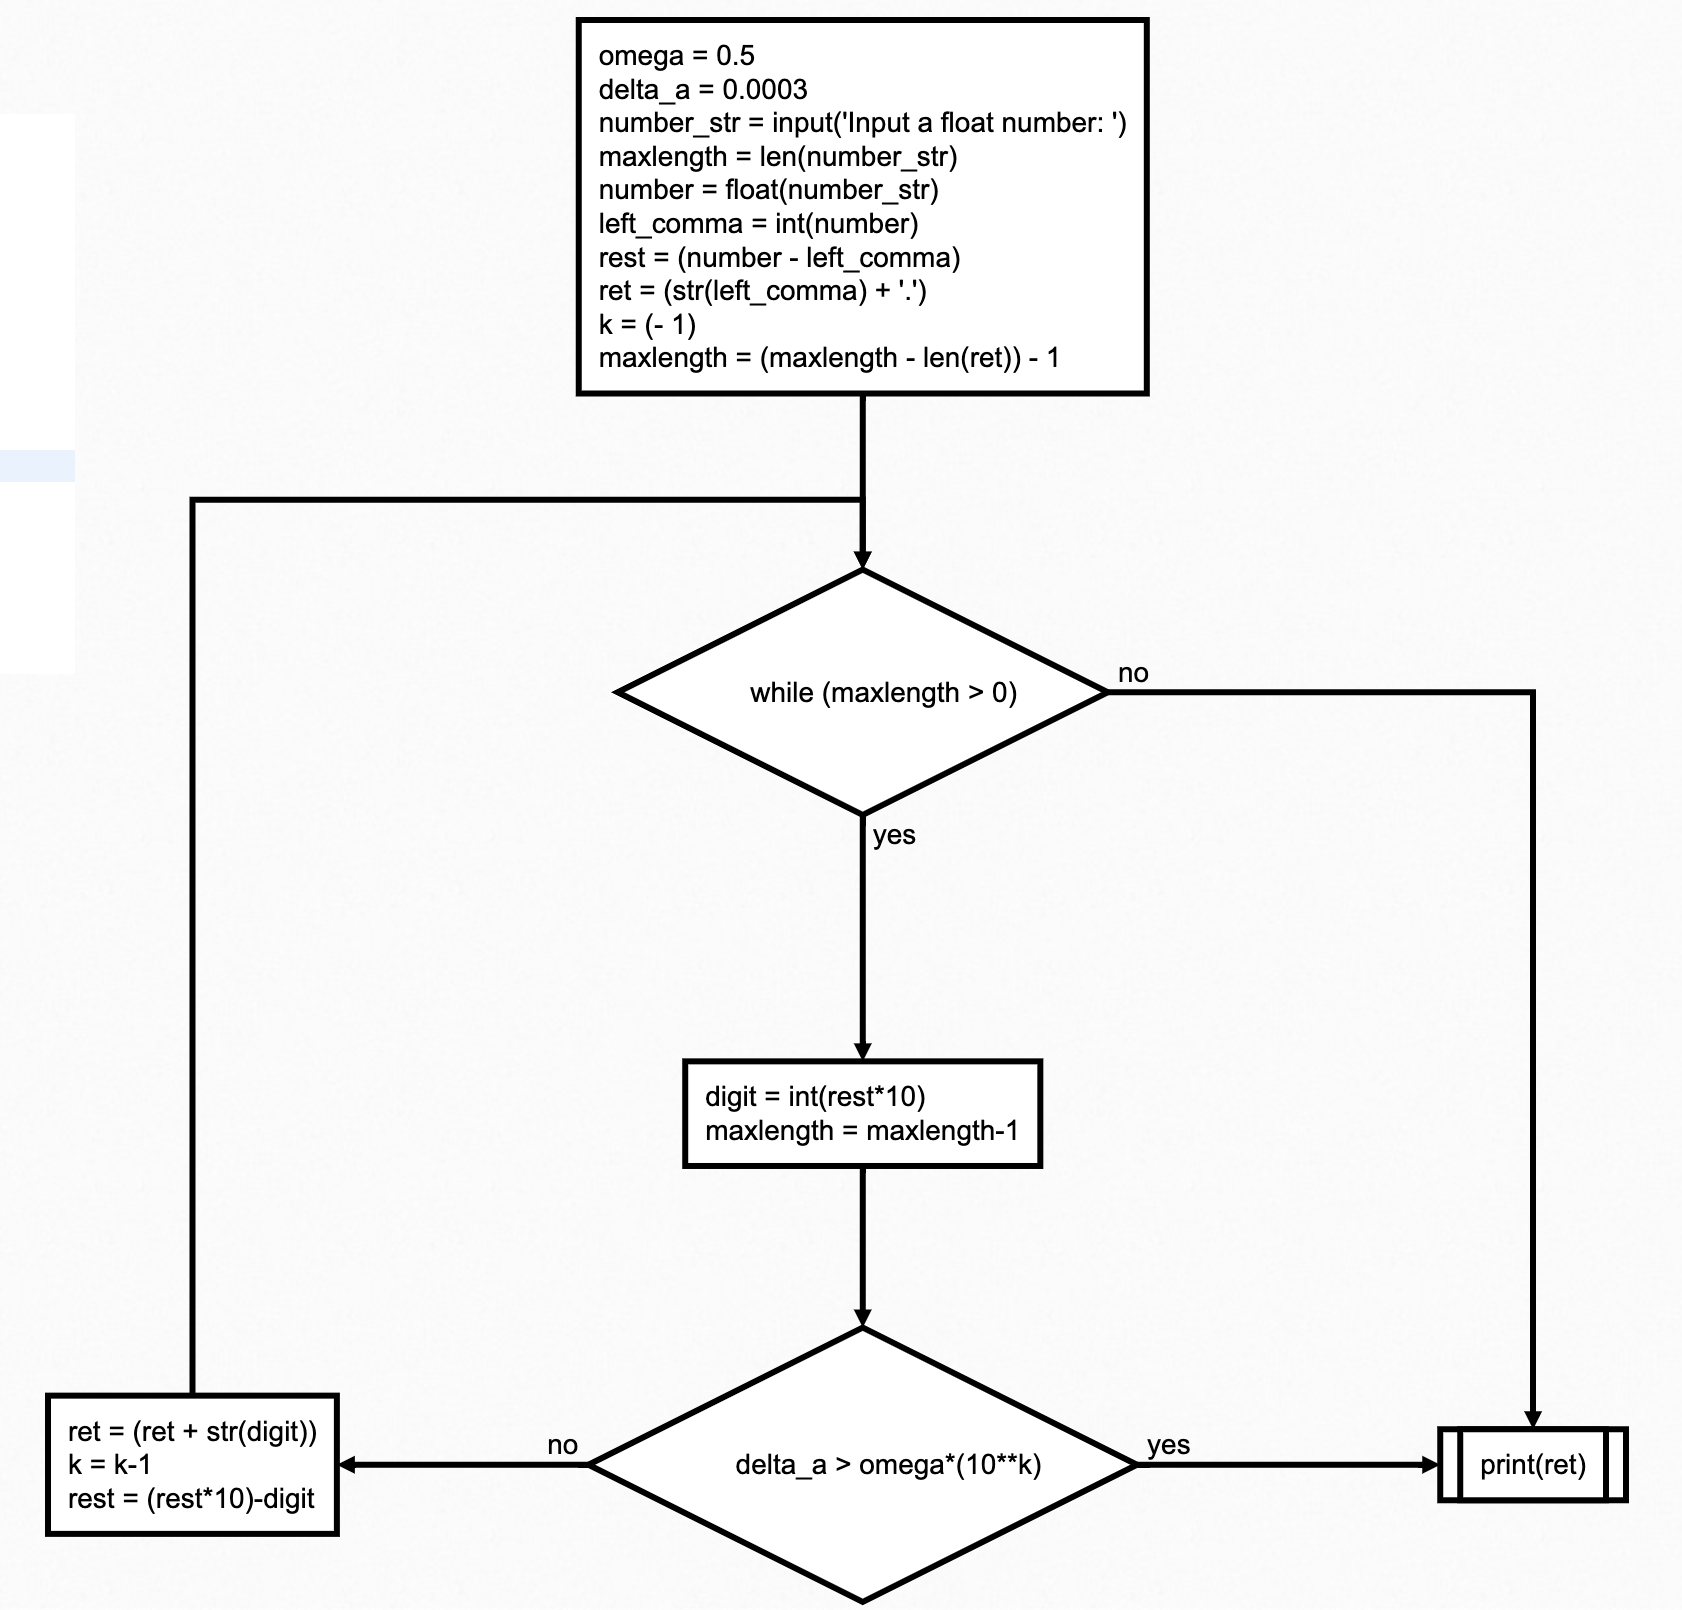 omega = 0.5
delta_a = 0.0003
number_str = input('Input a float number: ')
maxlength = len(number_str)
number = float(number_str)
left_comma = int(number)
rest = (number - left_comma)
ret = (str(left_comma) + '.')
k = (- 1)
maxlength = (maxlength - len(ret)) - 1
while (maxlength > 0)
no
yes
digit = int(rest*10)
maxlength = maxlength-1
delta_a > omega*(10**k)
no
yes
ret = (ret + str(digit))
k = k-1
rest = (rest*10)-digit
print(ret)